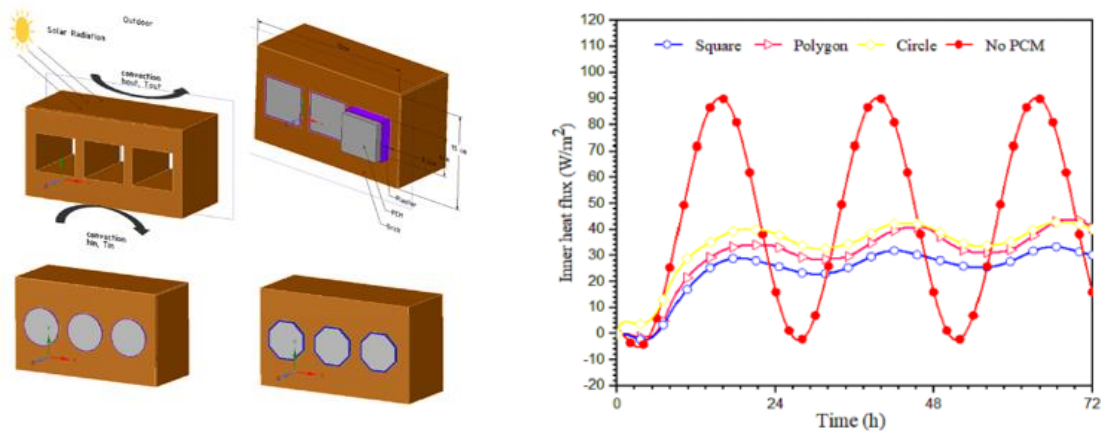 Solar Radiation
Outdoor
convection
hout, Tout
convection
hin, Tin
15 cm
Plaster
PCM
Brick
Inner heat flux (W/m²)
120
110
100
90
80
70
60
50
40
30
20
10
0
-10
-20
Square
Polygon
Circle
No PCM
0
24
48
72
Time (h)